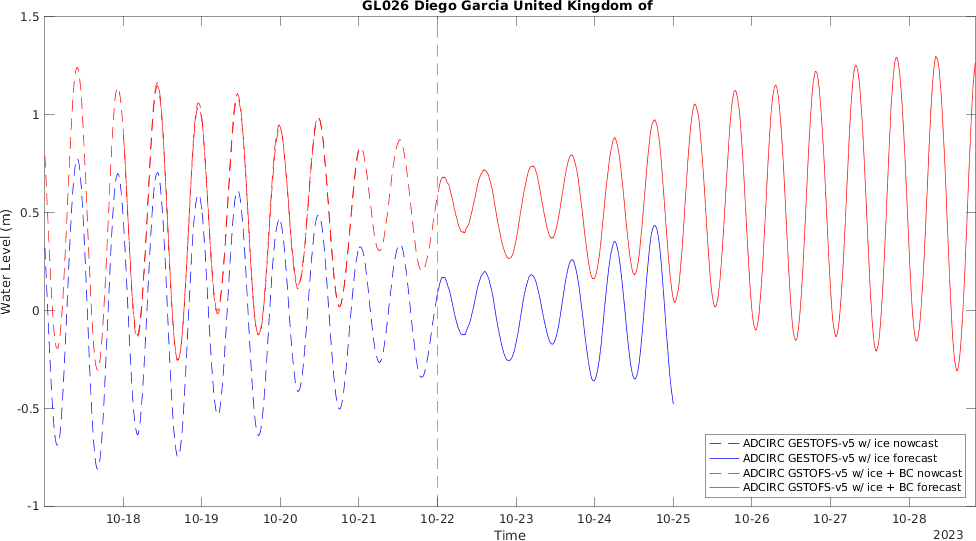 GL026 Diego Garcia United Kingdom of
1.5
1
0.5
0
-0.5
-1
Water Level (m)
10-18 10-19 10-20 10-21 10-22 10-23 10-24 10-25 10-26 10-27 10-28
Time
2023
ADCIRC GESTOFS-v5 w/ ice nowcast
ADCIRC GESTOFS-v5 w/ ice forecast
ADCIRC GSTOFS-v5 w/ ice + BC nowcast
ADCIRC GSTOFS-v5 w/ ice + BC forecast